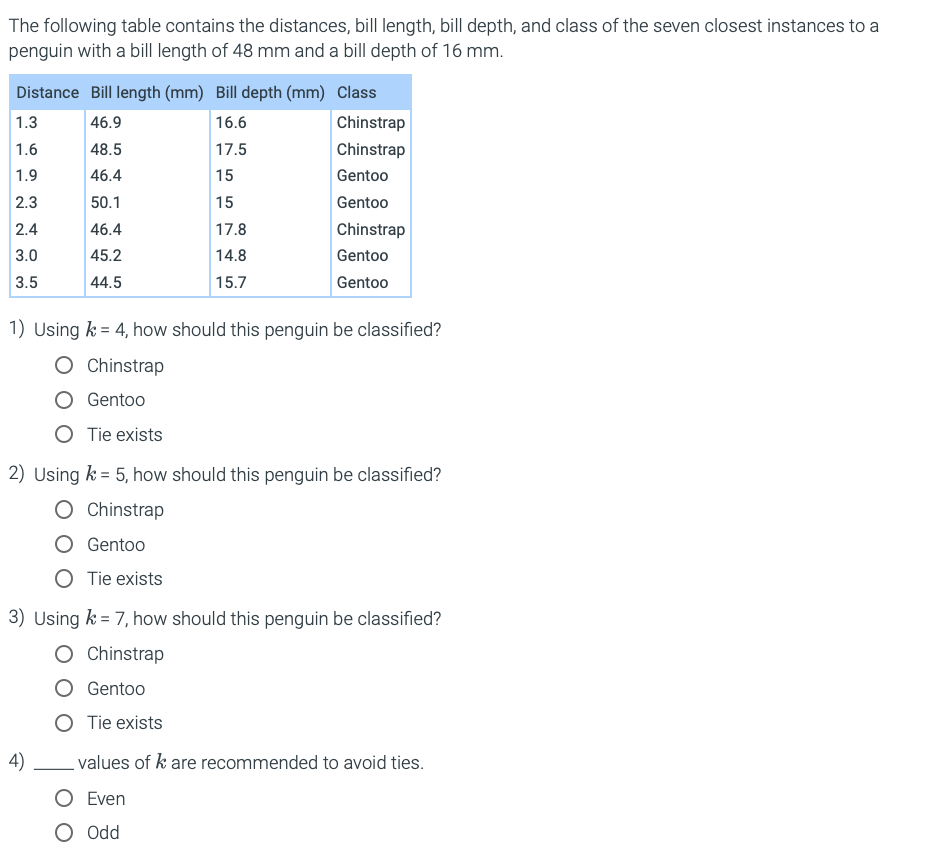 The following table contains the distances, bill length, bill depth, and class of the seven closest instances to a
penguin with a bill length of 48 mm and a bill depth of 16 mm.
Distance Bill length (mm) Bill depth (mm) Class
1.3 46.9 16.6 Chinstrap
1.6 48.5 17.5 Chinstrap
1.9 46.4 15 Gentoo
2.3 50.1 15 Gentoo
2.4 46.4 17.8 Chinstrap
3.0 45.2 14.8 Gentoo
3.5 44.5 15.7 Gentoo
1) Using k = 4, how should this penguin be classified?
Chinstrap
Gentoo
Tie exists
2) Using k = 5, how should this penguin be classified?
Chinstrap
Gentoo
Tie exists
3) Using k = 7, how should this penguin be classified?
Chinstrap
Gentoo
Tie exists
4) ____ values of k are recommended to avoid ties.
Even
Odd